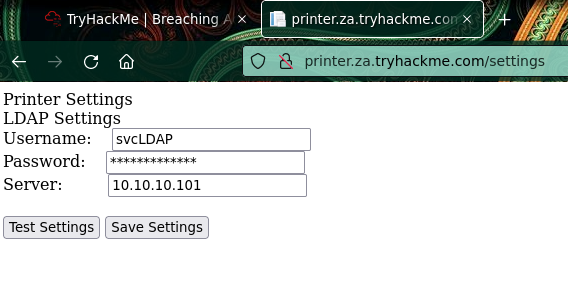 TryHackMe | Breaching A
printer.za.tryhackme.com
printer.za.tryhackme.com/settings
Printer Settings
LDAP Settings
Username: svcLDAP
Password: *************
Server: 10.10.10.101
Test Settings Save Settings